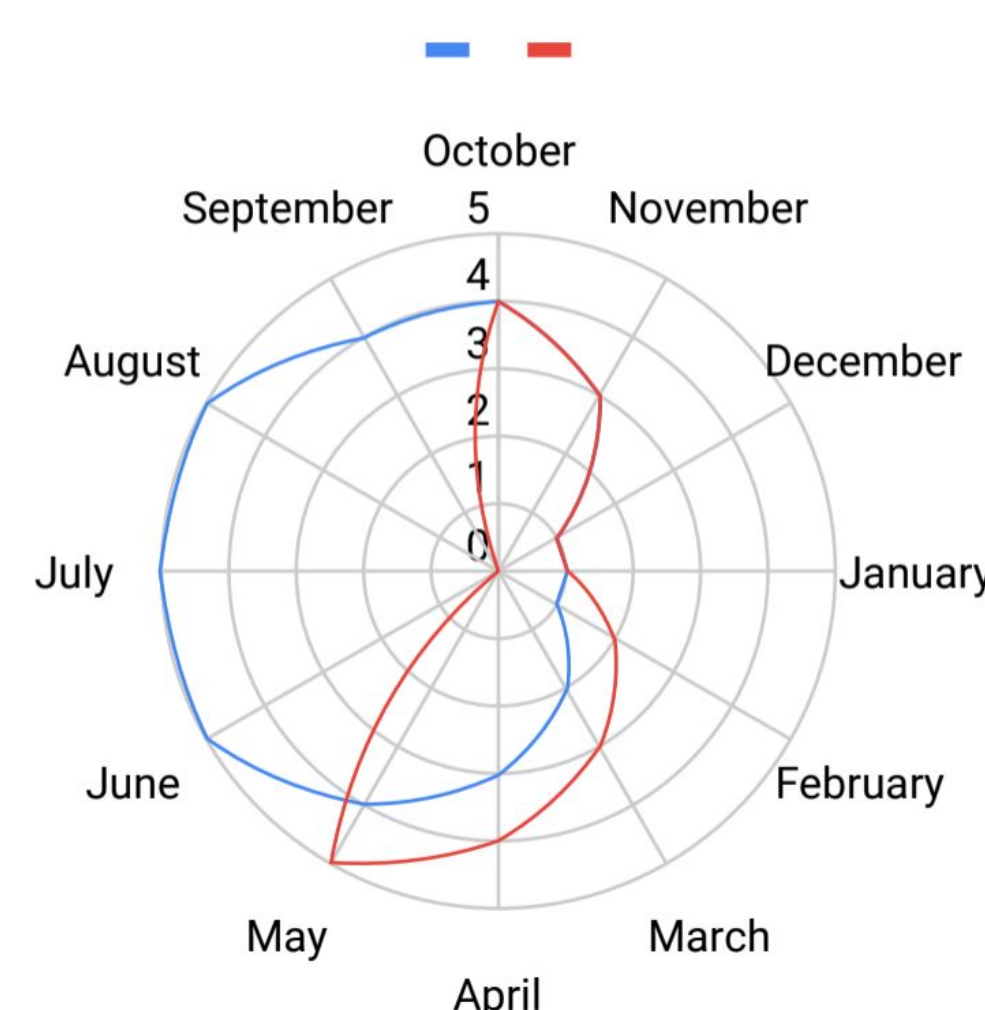 October
September 5 November
4
August 3 December
2
1
0
July January
June February
May March
April